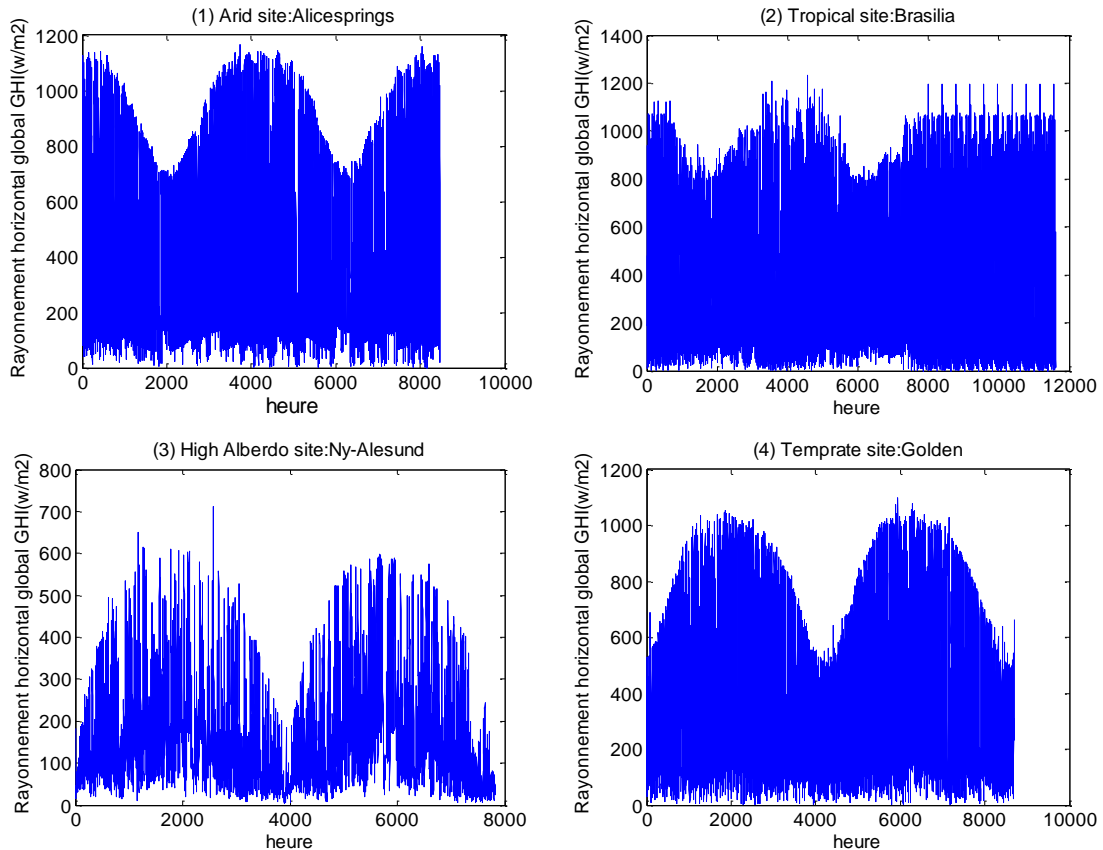 (1) Arid site:Alicesprings
Rayonnement horizontal global GHI(w/m2)
1200
1000
800
600
400
200
0
0 2000 4000 6000 8000 10000
heure
(2) Tropical site:Brasilia
Rayonnement horizontal global GHI(w/m2)
1400
1200
1000
800
600
400
200
0
0 2000 4000 6000 8000 10000 12000
heure
(3) High Alberdo site:Ny-Alesund
Rayonnement horizontal global GHI(w/m2)
800
700
600
500
400
300
200
100
0
0 2000 4000 6000 8000
heure
(4) Temprate site:Golden
Rayonnement horizontal global GHI(w/m2)
1200
1000
800
600
400
200
0
0 2000 4000 6000 8000 10000
heure